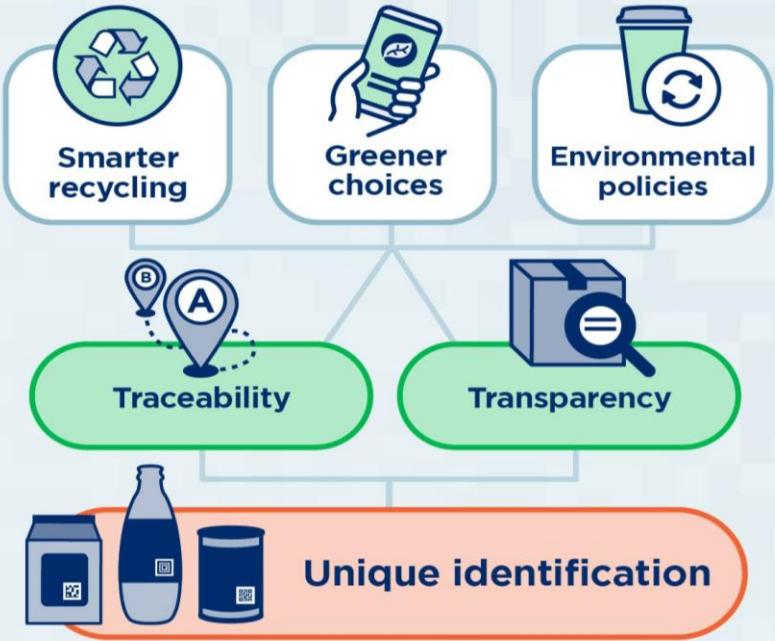 Smarter
recycling
Greener
choices
Environmental
policies
B
A
Traceability
Transparency
Unique identification